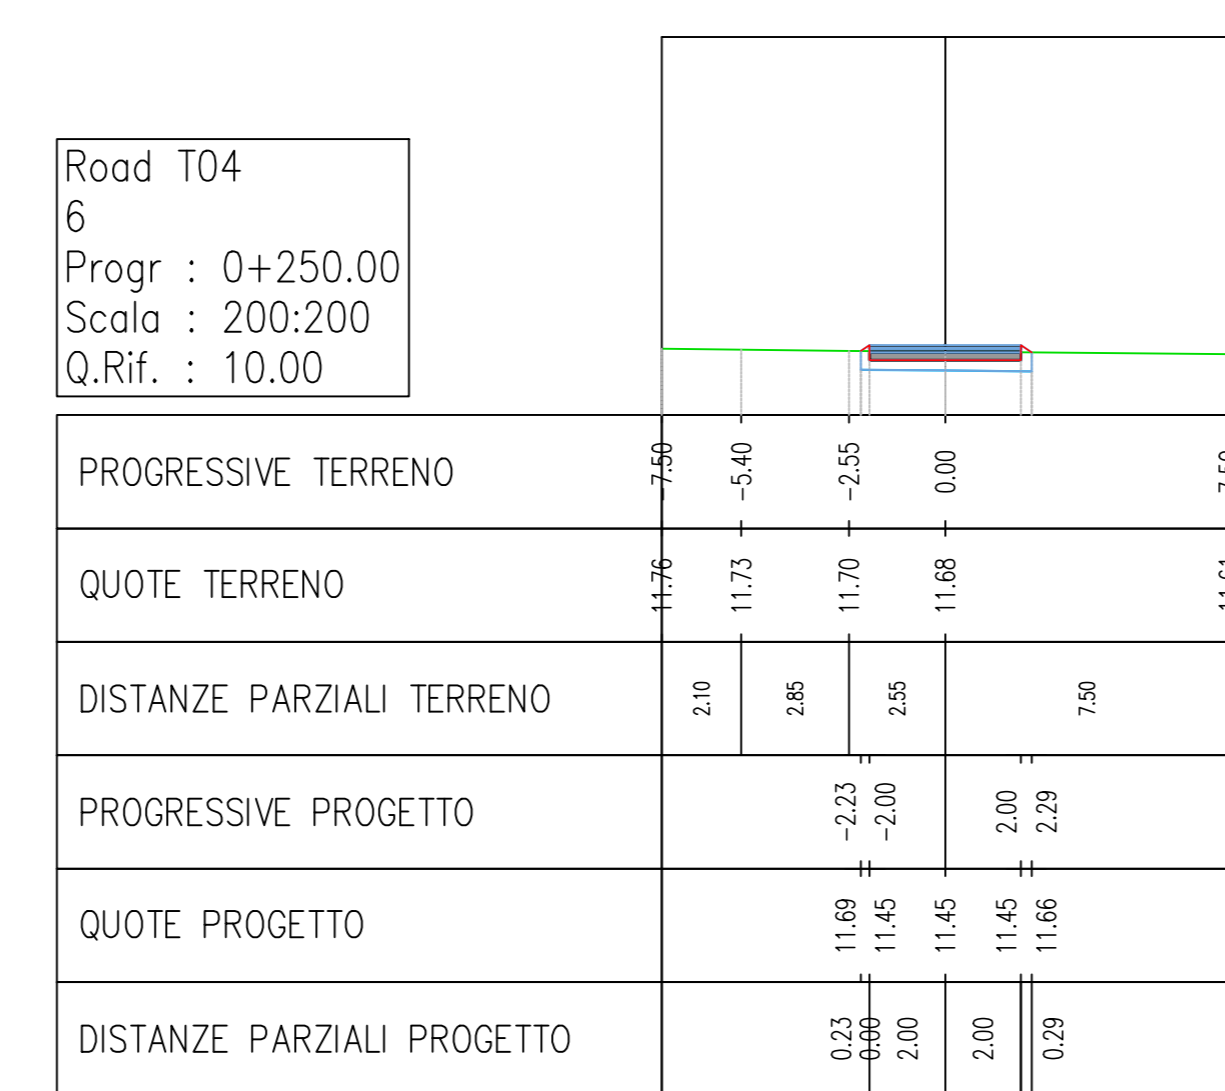 Road T04
6
Progr : 0+250.00
Scala : 200:200
Q.Rif. : 10.00
PROGRESSIVE TERRENO -7.50 -5.40 -2.55 0.00
QUOTE TERRENO 11.76 11.73 11.70 11.68
DISTANZE PARZIALI TERRENO 2.10 2.85 2.55 7.50
PROGRESSIVE PROGETTO -2.23 -2.00 2.00 2.29
QUOTE PROGETTO 11.69 11.45 11.45 11.45 11.66
DISTANZE PARZIALI PROGETTO 0.23 0.00 2.00 2.00 0.29